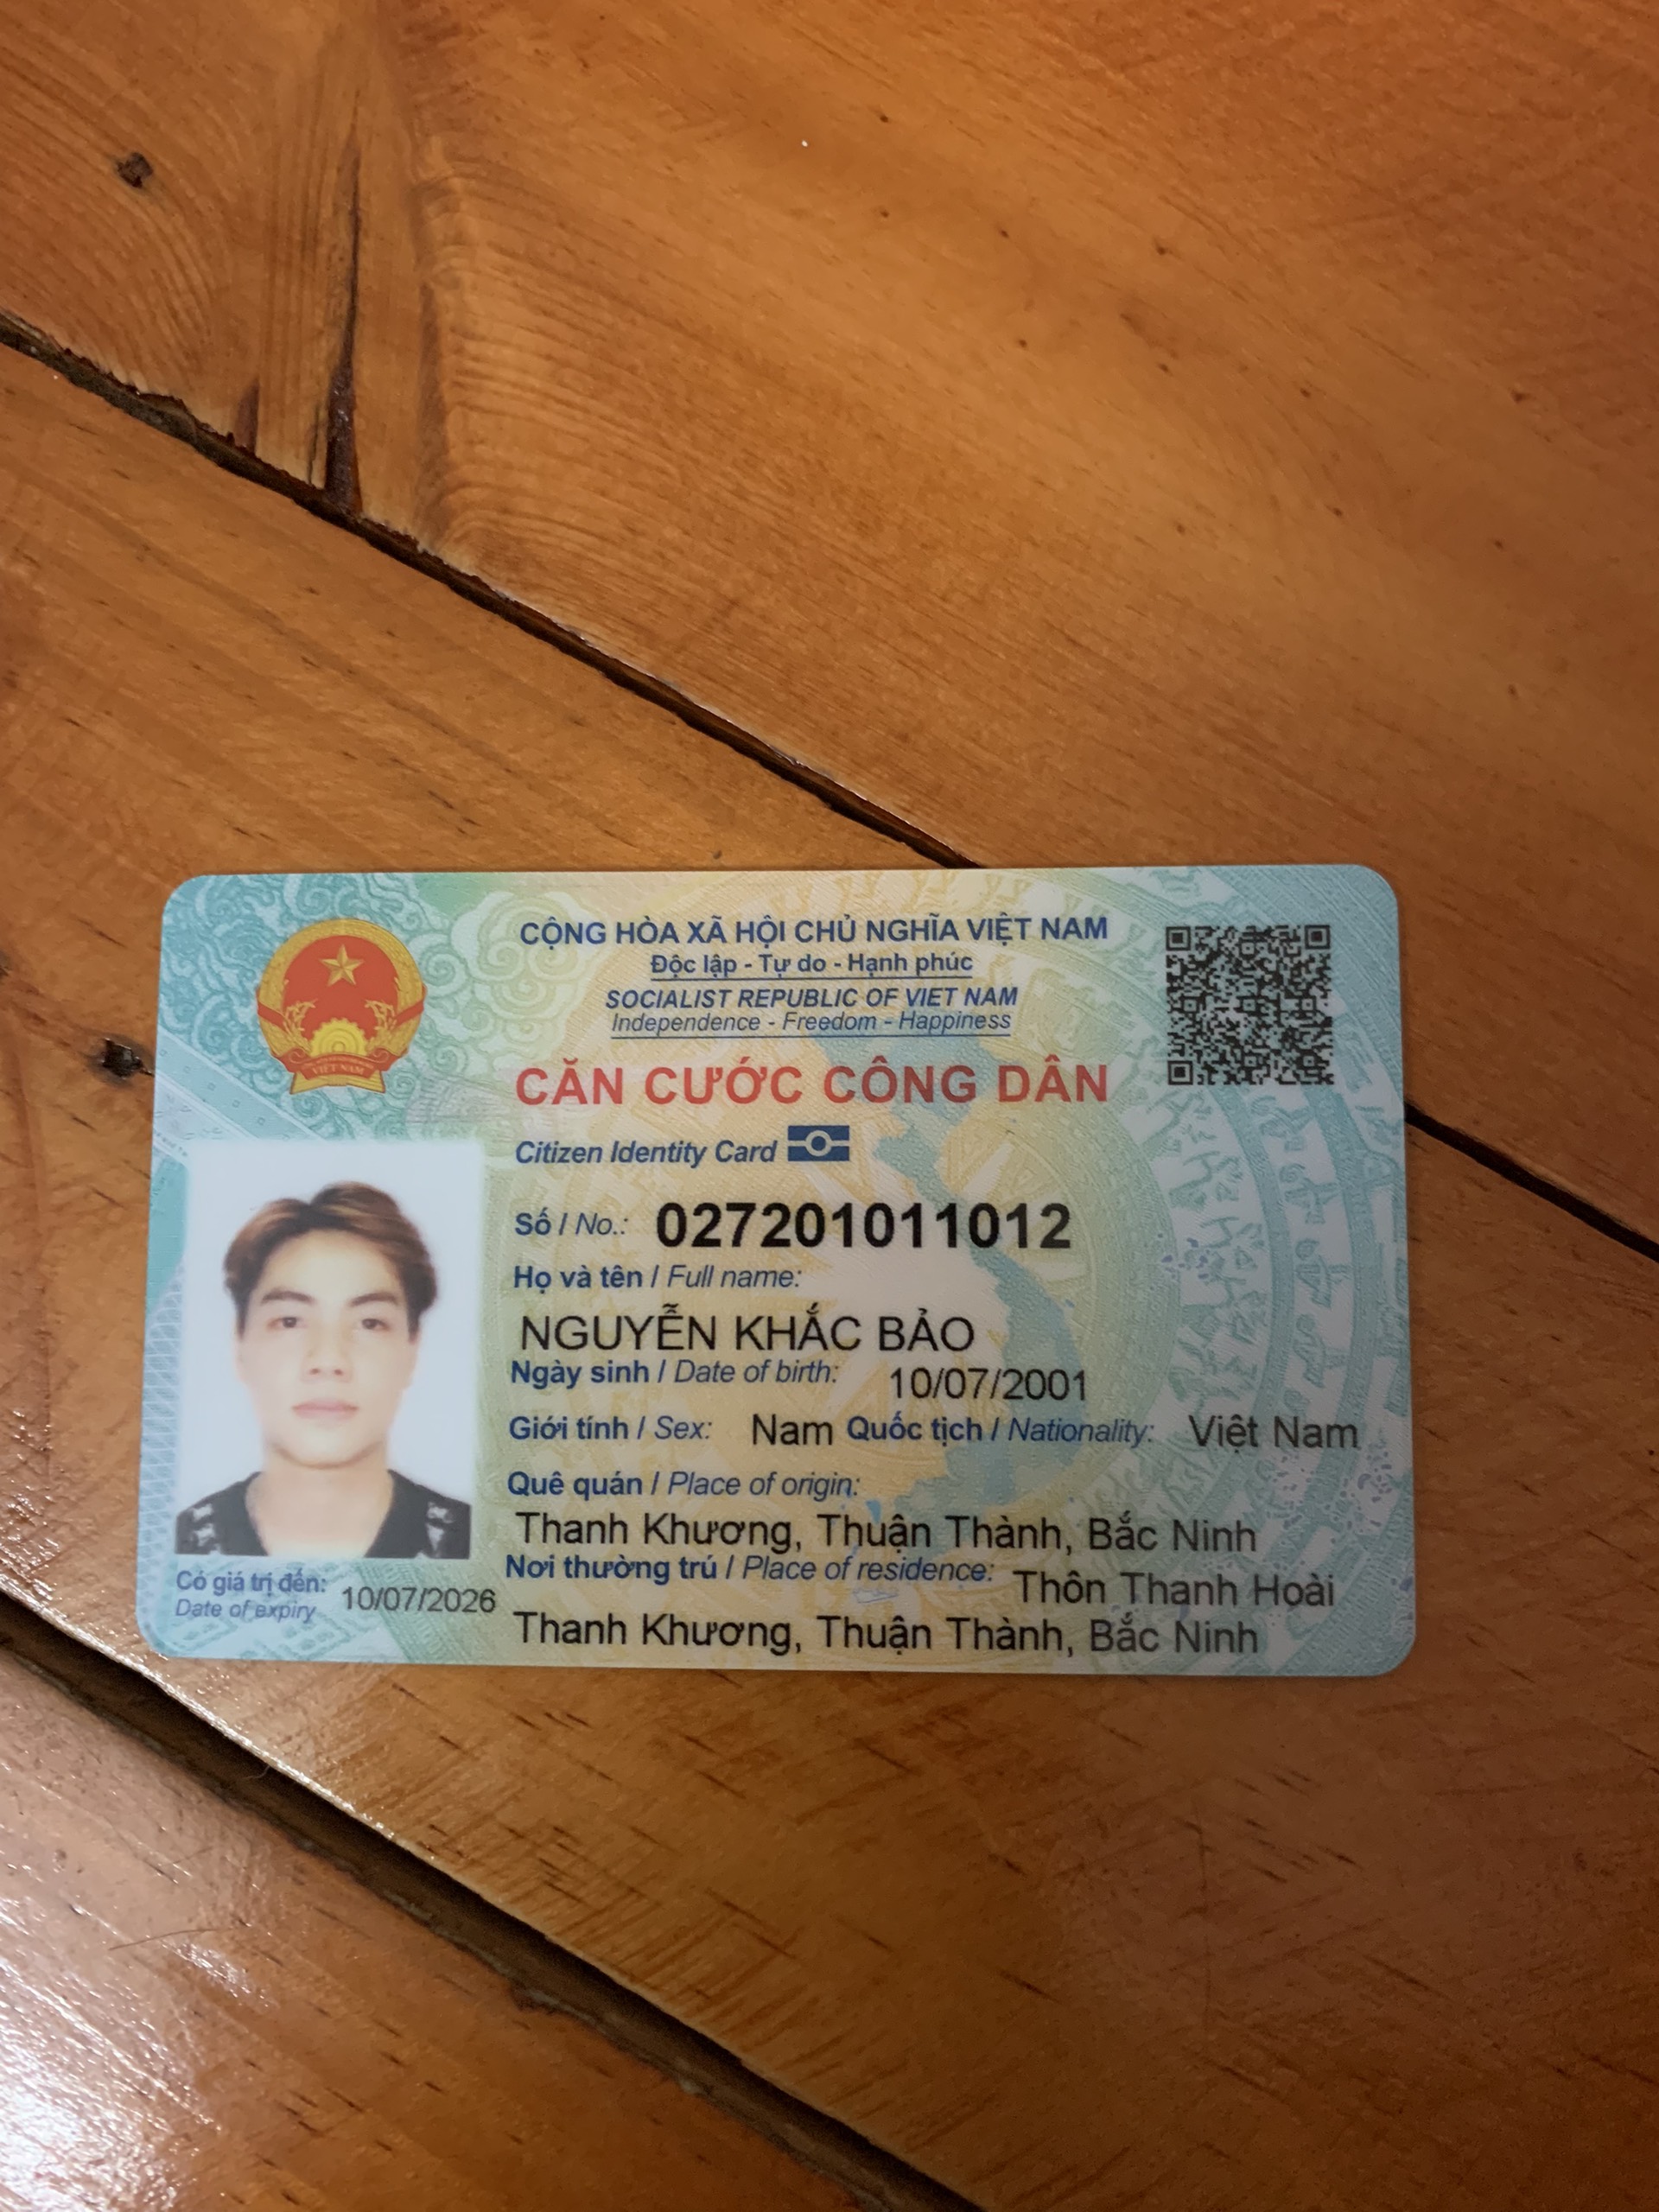 CỘNG HÒA XÃ HỘI CHỦ NGHĨA VIỆT NAM
Độc lập - Tự do - Hạnh phúc
SOCIALIST REPUBLIC OF VIET NAM
Independence - Freedom - Happiness
CĂN CƯỚC CÔNG DÂN
Citizen Identity Card
Số / No.: 027201011012
Họ và tên / Full name:
NGUYỄN KHẮC BẢO
Ngày sinh / Date of birth: 10/07/2001
Giới tính / Sex: Nam Quốc tịch / Nationality: Việt Nam
Quê quán / Place of origin:
Thanh Khương, Thuận Thành, Bắc Ninh
Nơi thường trú / Place of residence: Thôn Thanh Hoài
Thanh Khương, Thuận Thành, Bắc Ninh
Có giá trị đến: 10/07/2026
Date of expiry
VIỆT NAM